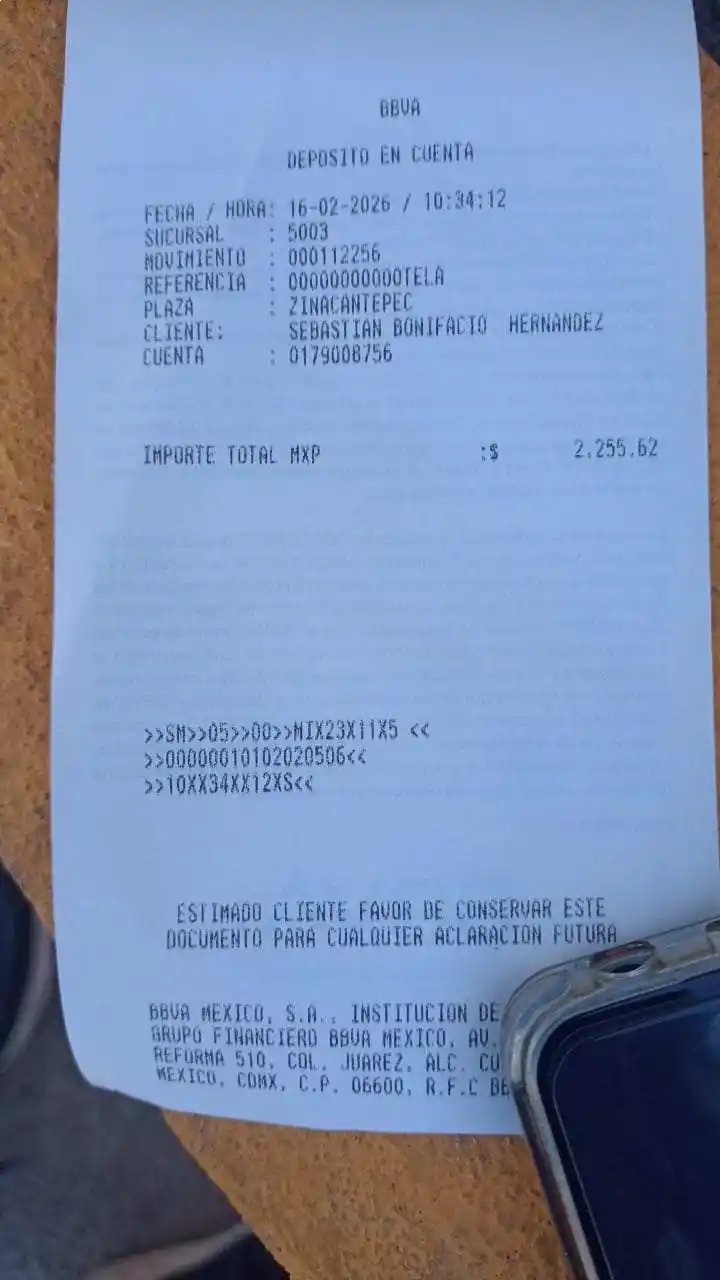 BBVA
DEPOSITO EN CUENTA
FECHA / HORA: 16-02-2026 / 10:34:12
SUCURSAL : 5003
MOVIMIENTO : 000112256
REFERENCIA : 00000000000TELA
PLAZA : ZINACANTEPEC
CLIENTE: SEBASTIAN BONIFACIO HERNANDEZ
CUENTA : 0179008756
IMPORTE TOTAL MXP :$ 2,255.62
>>SM>>05>>00>>NIX23X11X5 <<
>>00000010102020506<<
>>10XX34XX12XS<<
ESTIMADO CLIENTE FAVOR DE CONSERVAR ESTE
DOCUMENTO PARA CUALQUIER ACLARACION FUTURA
BBVA MEXICO, S.A., INSTITUCION DE
GRUPO FINANCIERO BBVA MEXICO. AV.
REFORMA 510, COL. JUAREZ, ALC. CU
MEXICO, CDMX, C.P. 06600, R.F.C